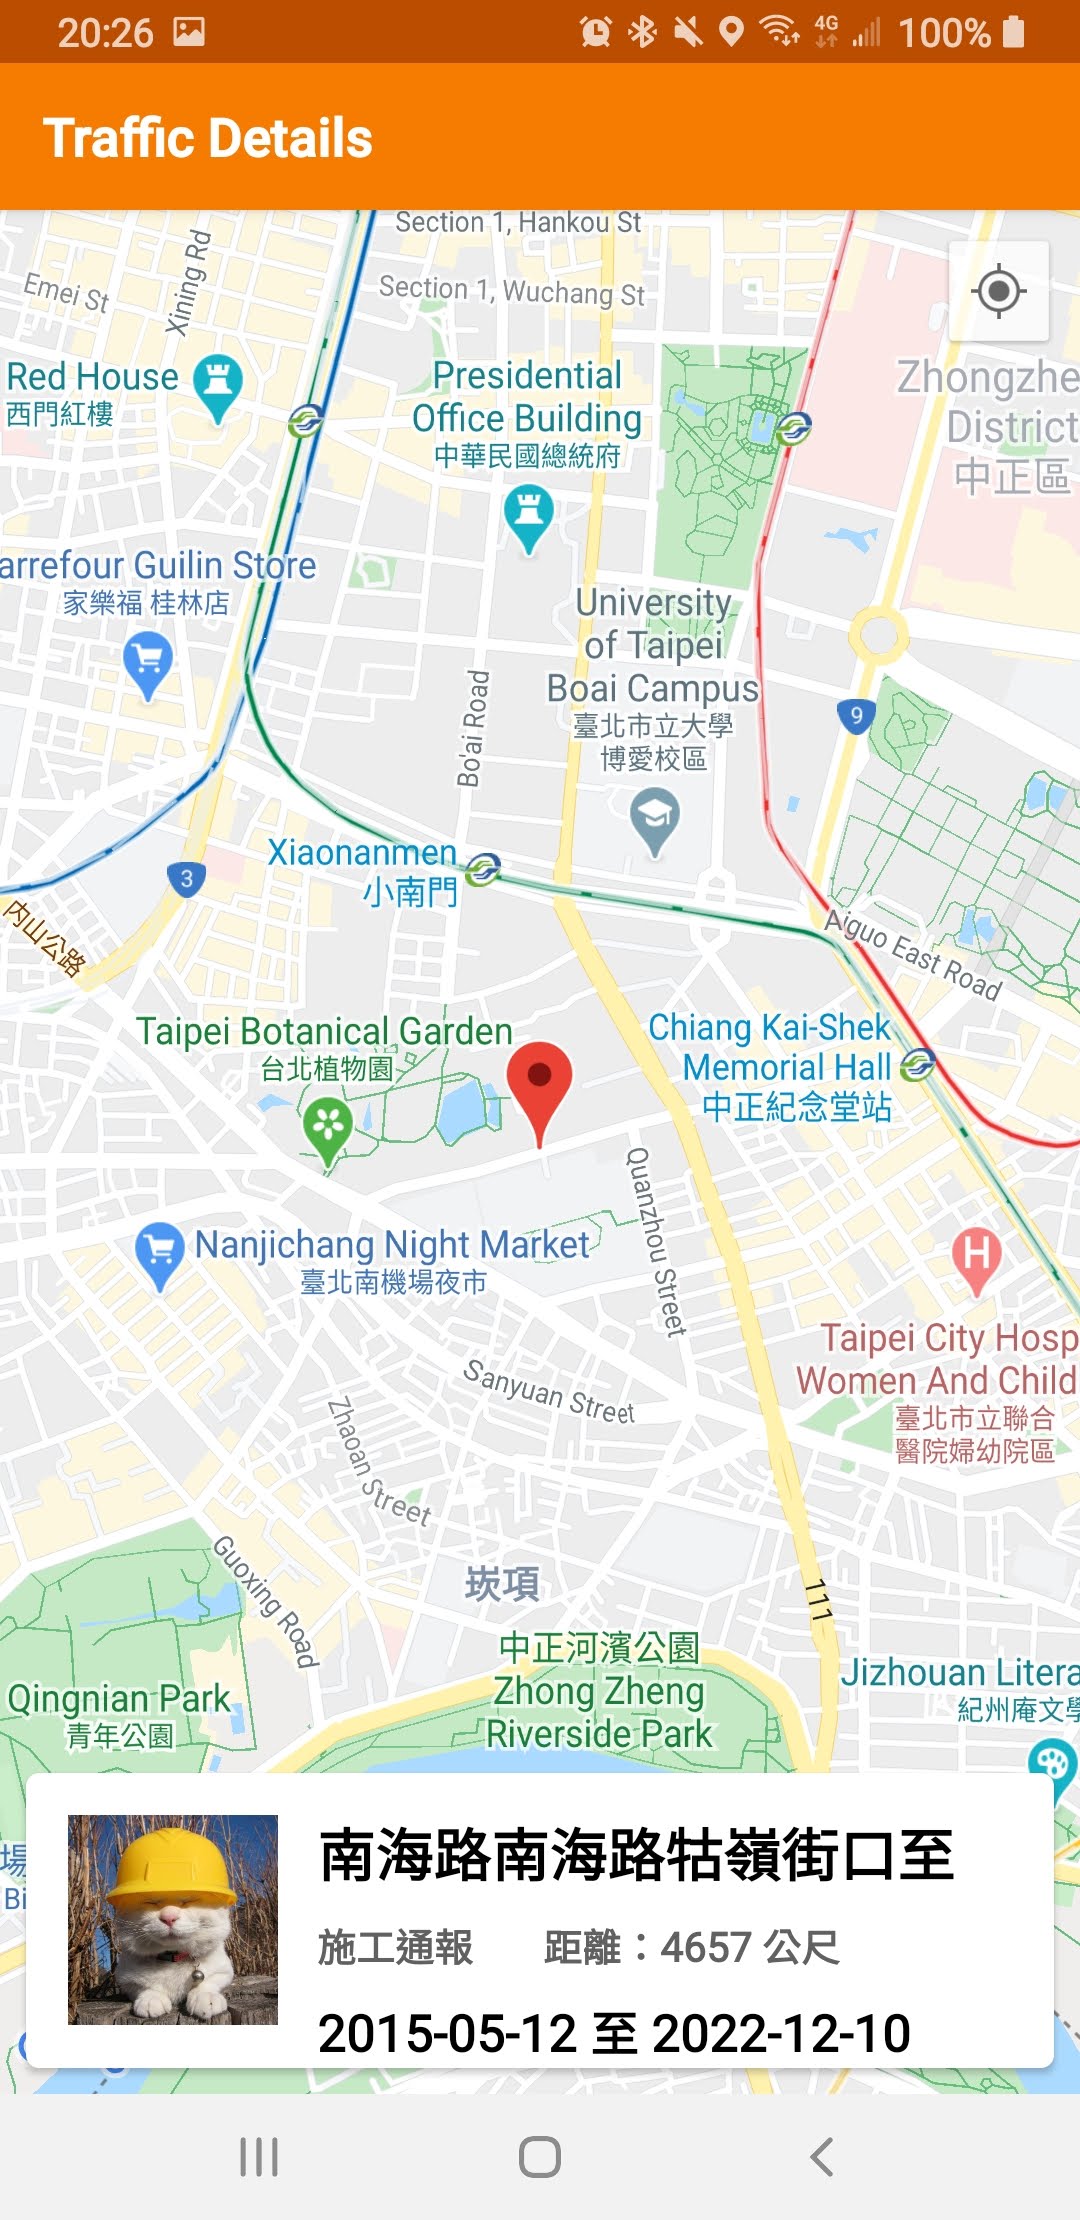 20:26
4G
100%
Traffic Details
Section 1, Hankou St
Xining Rd
Emei St
Section 1, Wuchang St
Red House
西門紅樓
Presidential
Office Building
中華民國總統府
Zhongzhe
District
中正區
arrefour Guilin Store
家樂福 桂林店
University
of Taipei
Boai Campus
臺北市立大學
博愛校區
Bo'ai Road
9
Xiaonanmen
小南門
3
內山公路
Aiguo East Road
Taipei Botanical Garden
台北植物園
Chiang Kai-Shek
Memorial Hall
中正紀念堂站
Quanzhou Street
Nanjichang Night Market
臺北南機場夜市
H
Taipei City Hosp
Women And Child
臺北市立聯合
醫院婦幼院區
Sanyuan Street
Zhaoan Street
Guoxing Road
崁項
111
中正河濱公園
Zhong Zheng
Riverside Park
Qingnian Park
青年公園
Jizhouan Litera
紀州庵文學
場
Bi
南海路南海路牯嶺街口至
施工通報 距離：4657 公尺
2015-05-12 至 2022-12-10